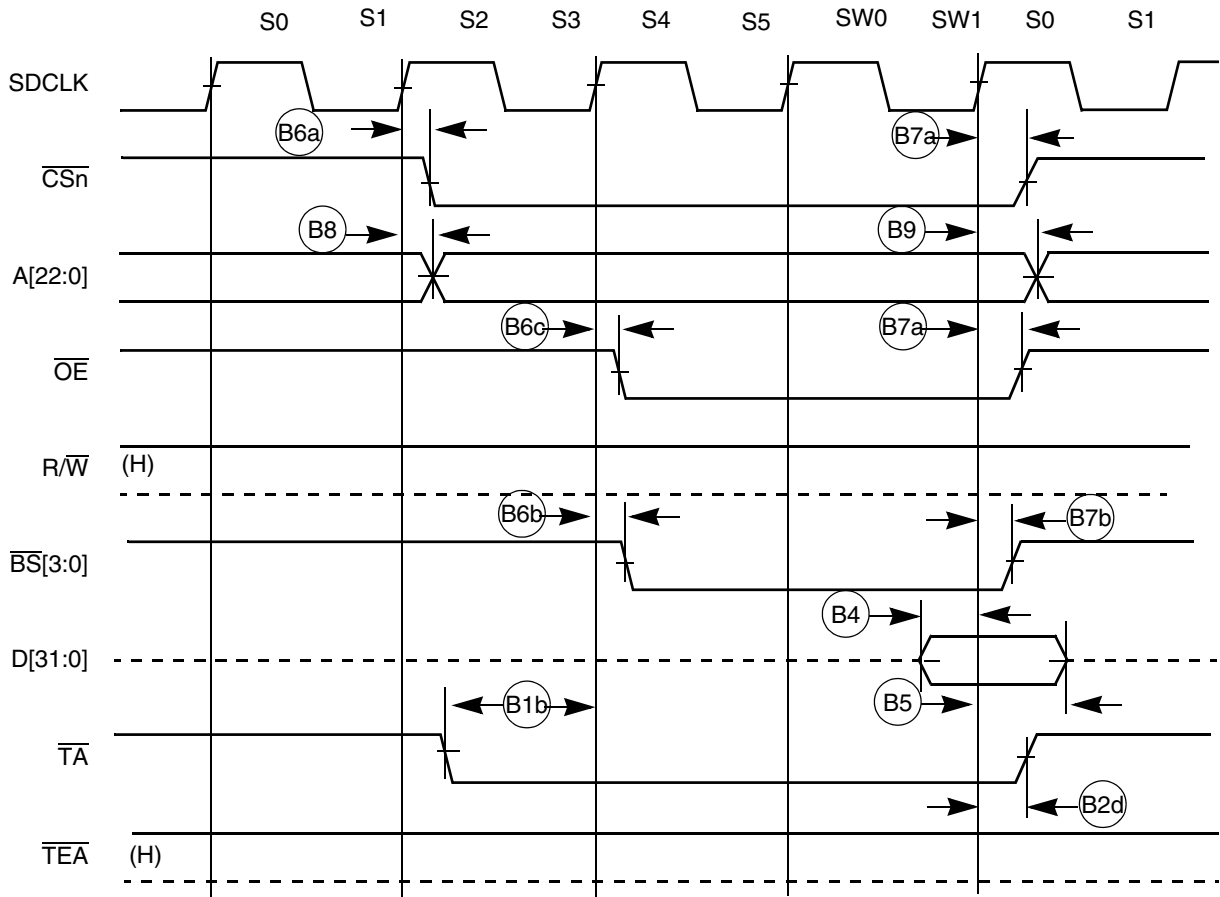 S0 S1 S2 S3 S4 S5 SW0 SW1 S0 S1
SDCLK
B6a B7a
CSn
B8 B9
A[22:0]
B6c B7a
OE
R/W (H)
B6b B7b
BS[3:0]
B4
D[31:0]
B1b B5
TA
B2d
TEA (H)